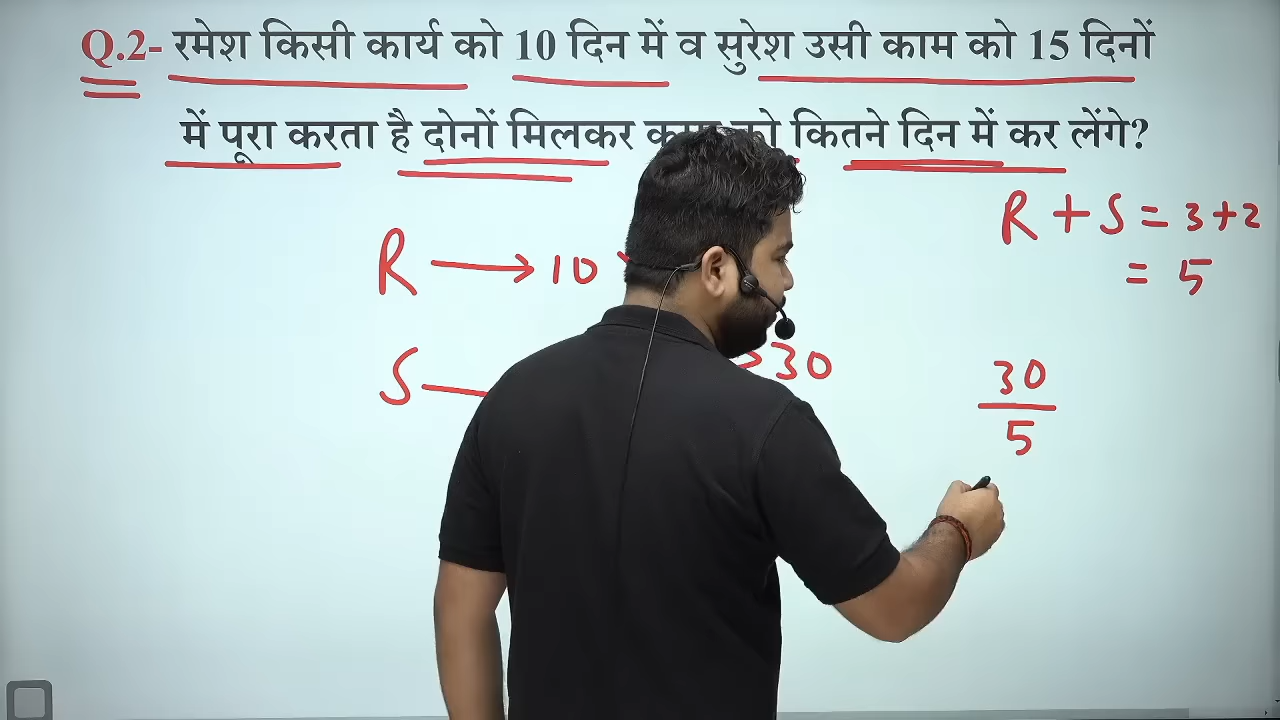 Q.2- रमेश किसी कार्य को 10 दिन में व सुरेश उसी काम को 15 दिनों
में पूरा करता है दोनों मिलकर को कितने दिन में कर लेंगे?
R + S = 3+2
= 5
R → 10
S 30
30
5